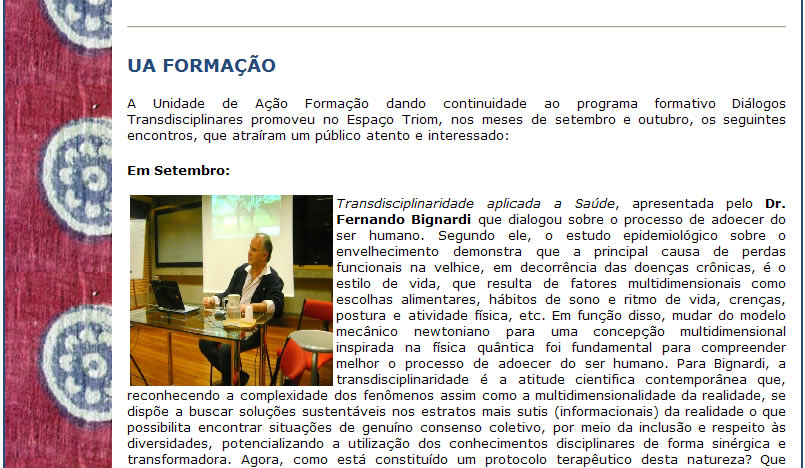 UA FORMAÇÃO
A Unidade de Ação Formação dando continuidade ao programa formativo Diálogos
Transdisciplinares promoveu no Espaço Triom, nos meses de setembro e outubro, os seguintes
encontros, que atraíram um público atento e interessado:
Em Setembro:
Transdisciplinaridade aplicada a Saúde, apresentada pelo Dr.
Fernando Bignardi que dialogou sobre o processo de adoecer do
ser humano. Segundo ele, o estudo epidemiológico sobre o
envelhecimento demonstra que a principal causa de perdas
funcionais na velhice, em decorrência das doenças crônicas, é o
estilo de vida, que resulta de fatores multidimensionais como
escolhas alimentares, hábitos de sono e ritmo de vida, crenças,
postura e atividade física, etc. Em função disso, mudar do modelo
mecânico newtoniano para uma concepção multidimensional
inspirada na física quântica foi fundamental para compreender
melhor o processo de adoecer do ser humano. Para Bignardi, a
transdisciplinaridade é a atitude cientifica contemporânea que,
reconhecendo a complexidade dos fenômenos assim como a multidimensionalidade da realidade, se
dispõe a buscar soluções sustentáveis nos estratos mais sutis (informacionais) da realidade o que
possibilita encontrar situações de genuíno consenso coletivo, por meio da inclusão e respeito às
diversidades, potencializando a utilização dos conhecimentos disciplinares de forma sinérgica e
transformadora. Agora, como está constituído um protocolo terapêutico desta natureza? Que